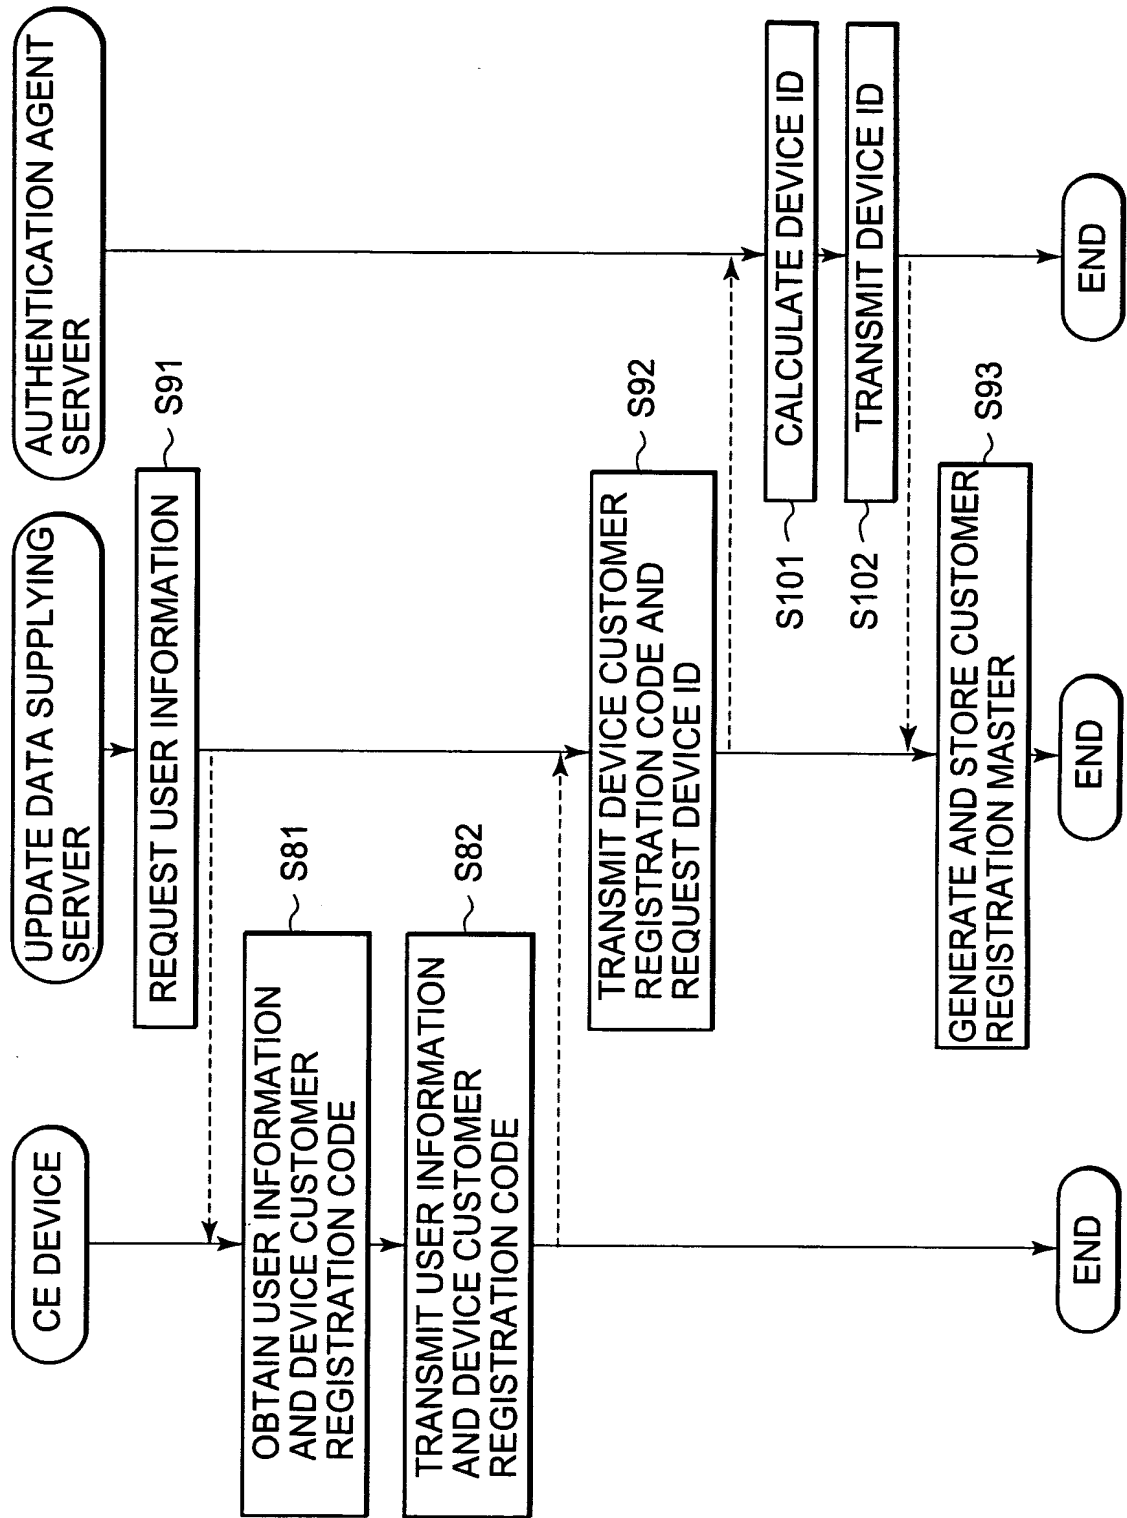 CE DEVICE
UPDATE DATA SUPPLYING
SERVER
AUTHENTICATION AGENT
SERVER
REQUEST USER INFORMATION
S91
OBTAIN USER INFORMATION
AND DEVICE CUSTOMER
REGISTRATION CODE
S81
TRANSMIT USER INFORMATION
AND DEVICE CUSTOMER
REGISTRATION CODE
S82
TRANSMIT DEVICE CUSTOMER
REGISTRATION CODE AND
REQUEST DEVICE ID
S92
S101
CALCULATE DEVICE ID
S102
TRANSMIT DEVICE ID
GENERATE AND STORE CUSTOMER
REGISTRATION MASTER
S93
END
END
END